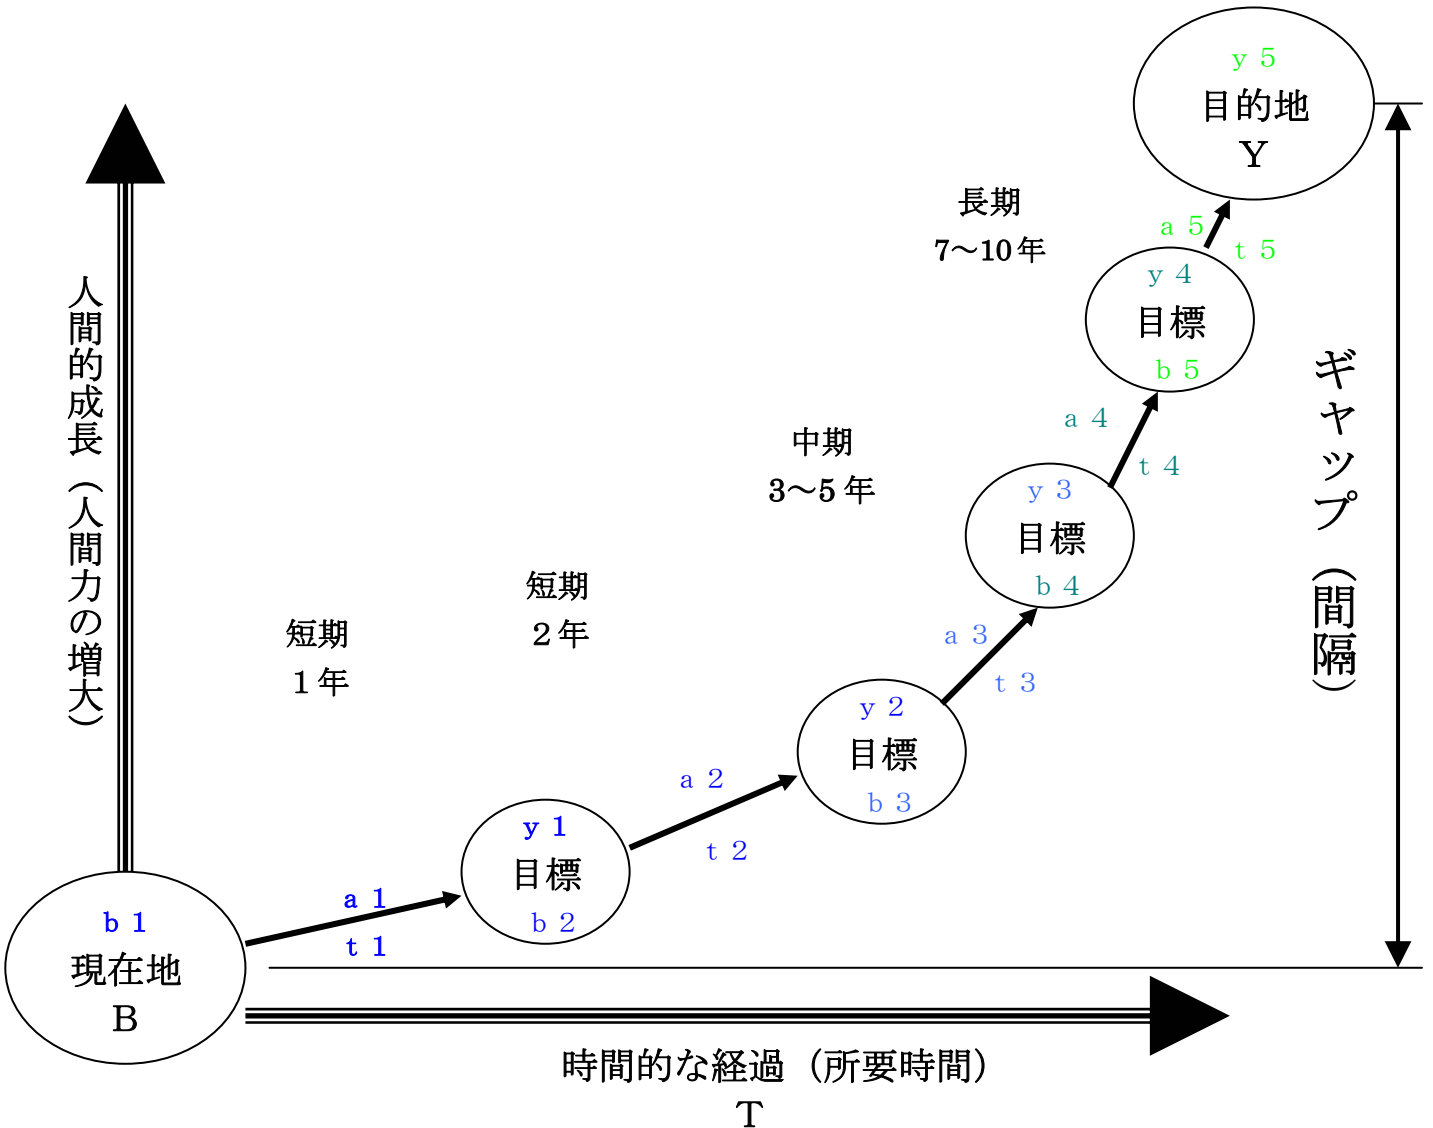 y 5
目的地
Y
長期
7～10 年
a 5
t 5
y 4
目標
b 5
a 4
t 4
中期
3～5 年
y 3
目標
b 4
a 3
t 3
短期
２年
短期
１年
y 2
目標
b 3
a 2
t 2
y 1
目標
b 2
a 1
t 1
b 1
現在地
B
人間的成長（人間力の増大）
ギャップ（間隔）
時間的な経過（所要時間）
T